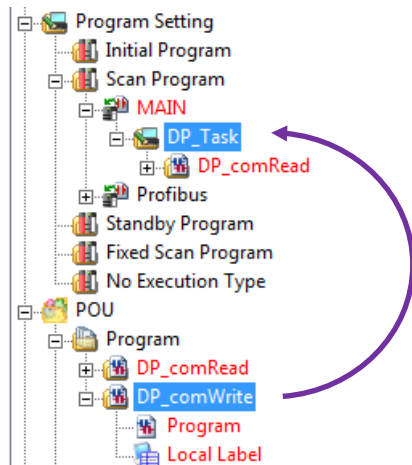 Program Setting
Initial Program
Scan Program
MAIN
DP_Task
DP_comRead
Profibus
Standby Program
Fixed Scan Program
No Execution Type
POU
Program
DP_comRead
DP_comWrite
Program
Local Label